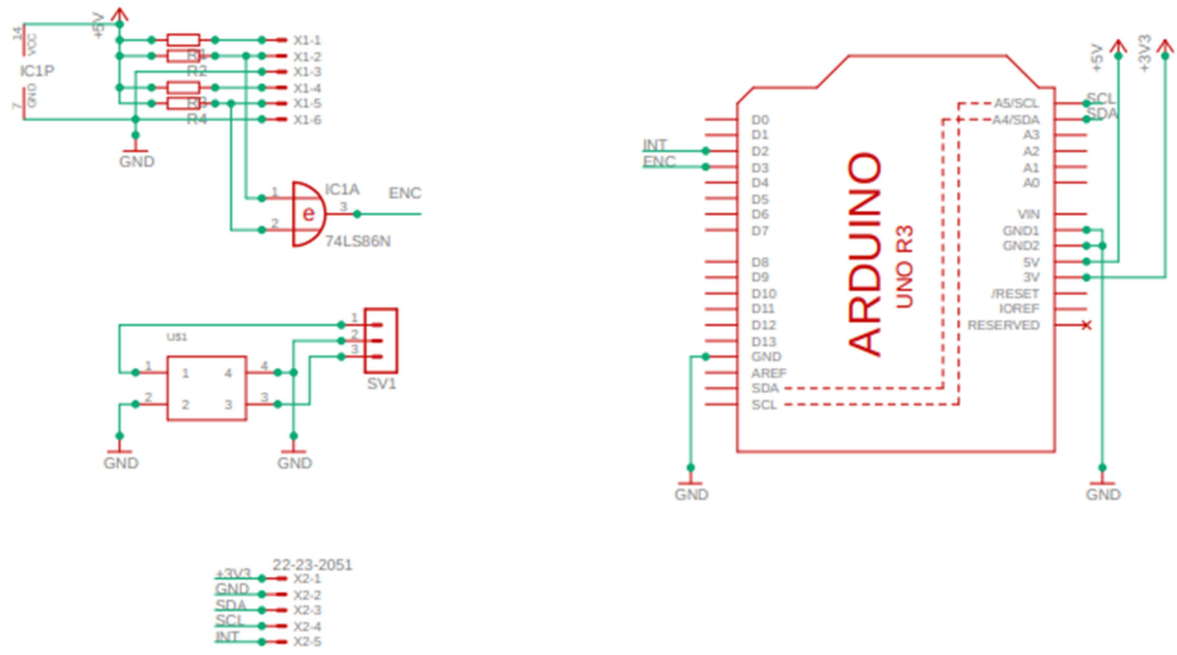 +5V
14
VCC
IC1P
7
GND
R1
R2
R3
R4
X1-1
X1-2
X1-3
X1-4
X1-5
X1-6
GND
1
2
e
IC1A
3
74LS86N
ENC
U$1
1
2
1
2
4
3
4
3
1
2
3
SV1
GND
GND
22-23-2051
+3V3
GND
SDA
SCL
INT
X2-1
X2-2
X2-3
X2-4
X2-5
INT
ENC
D0
D1
D2
D3
D4
D5
D6
D7
D8
D9
D10
D11
D12
D13
GND
AREF
SDA
SCL
ARDUINO
UNO R3
A5/SCL
A4/SDA
A3
A2
A1
A0
VIN
GND1
GND2
5V
3V
/RESET
IOREF
RESERVED
SCL
SDA
+5V
+3V3
GND
GND